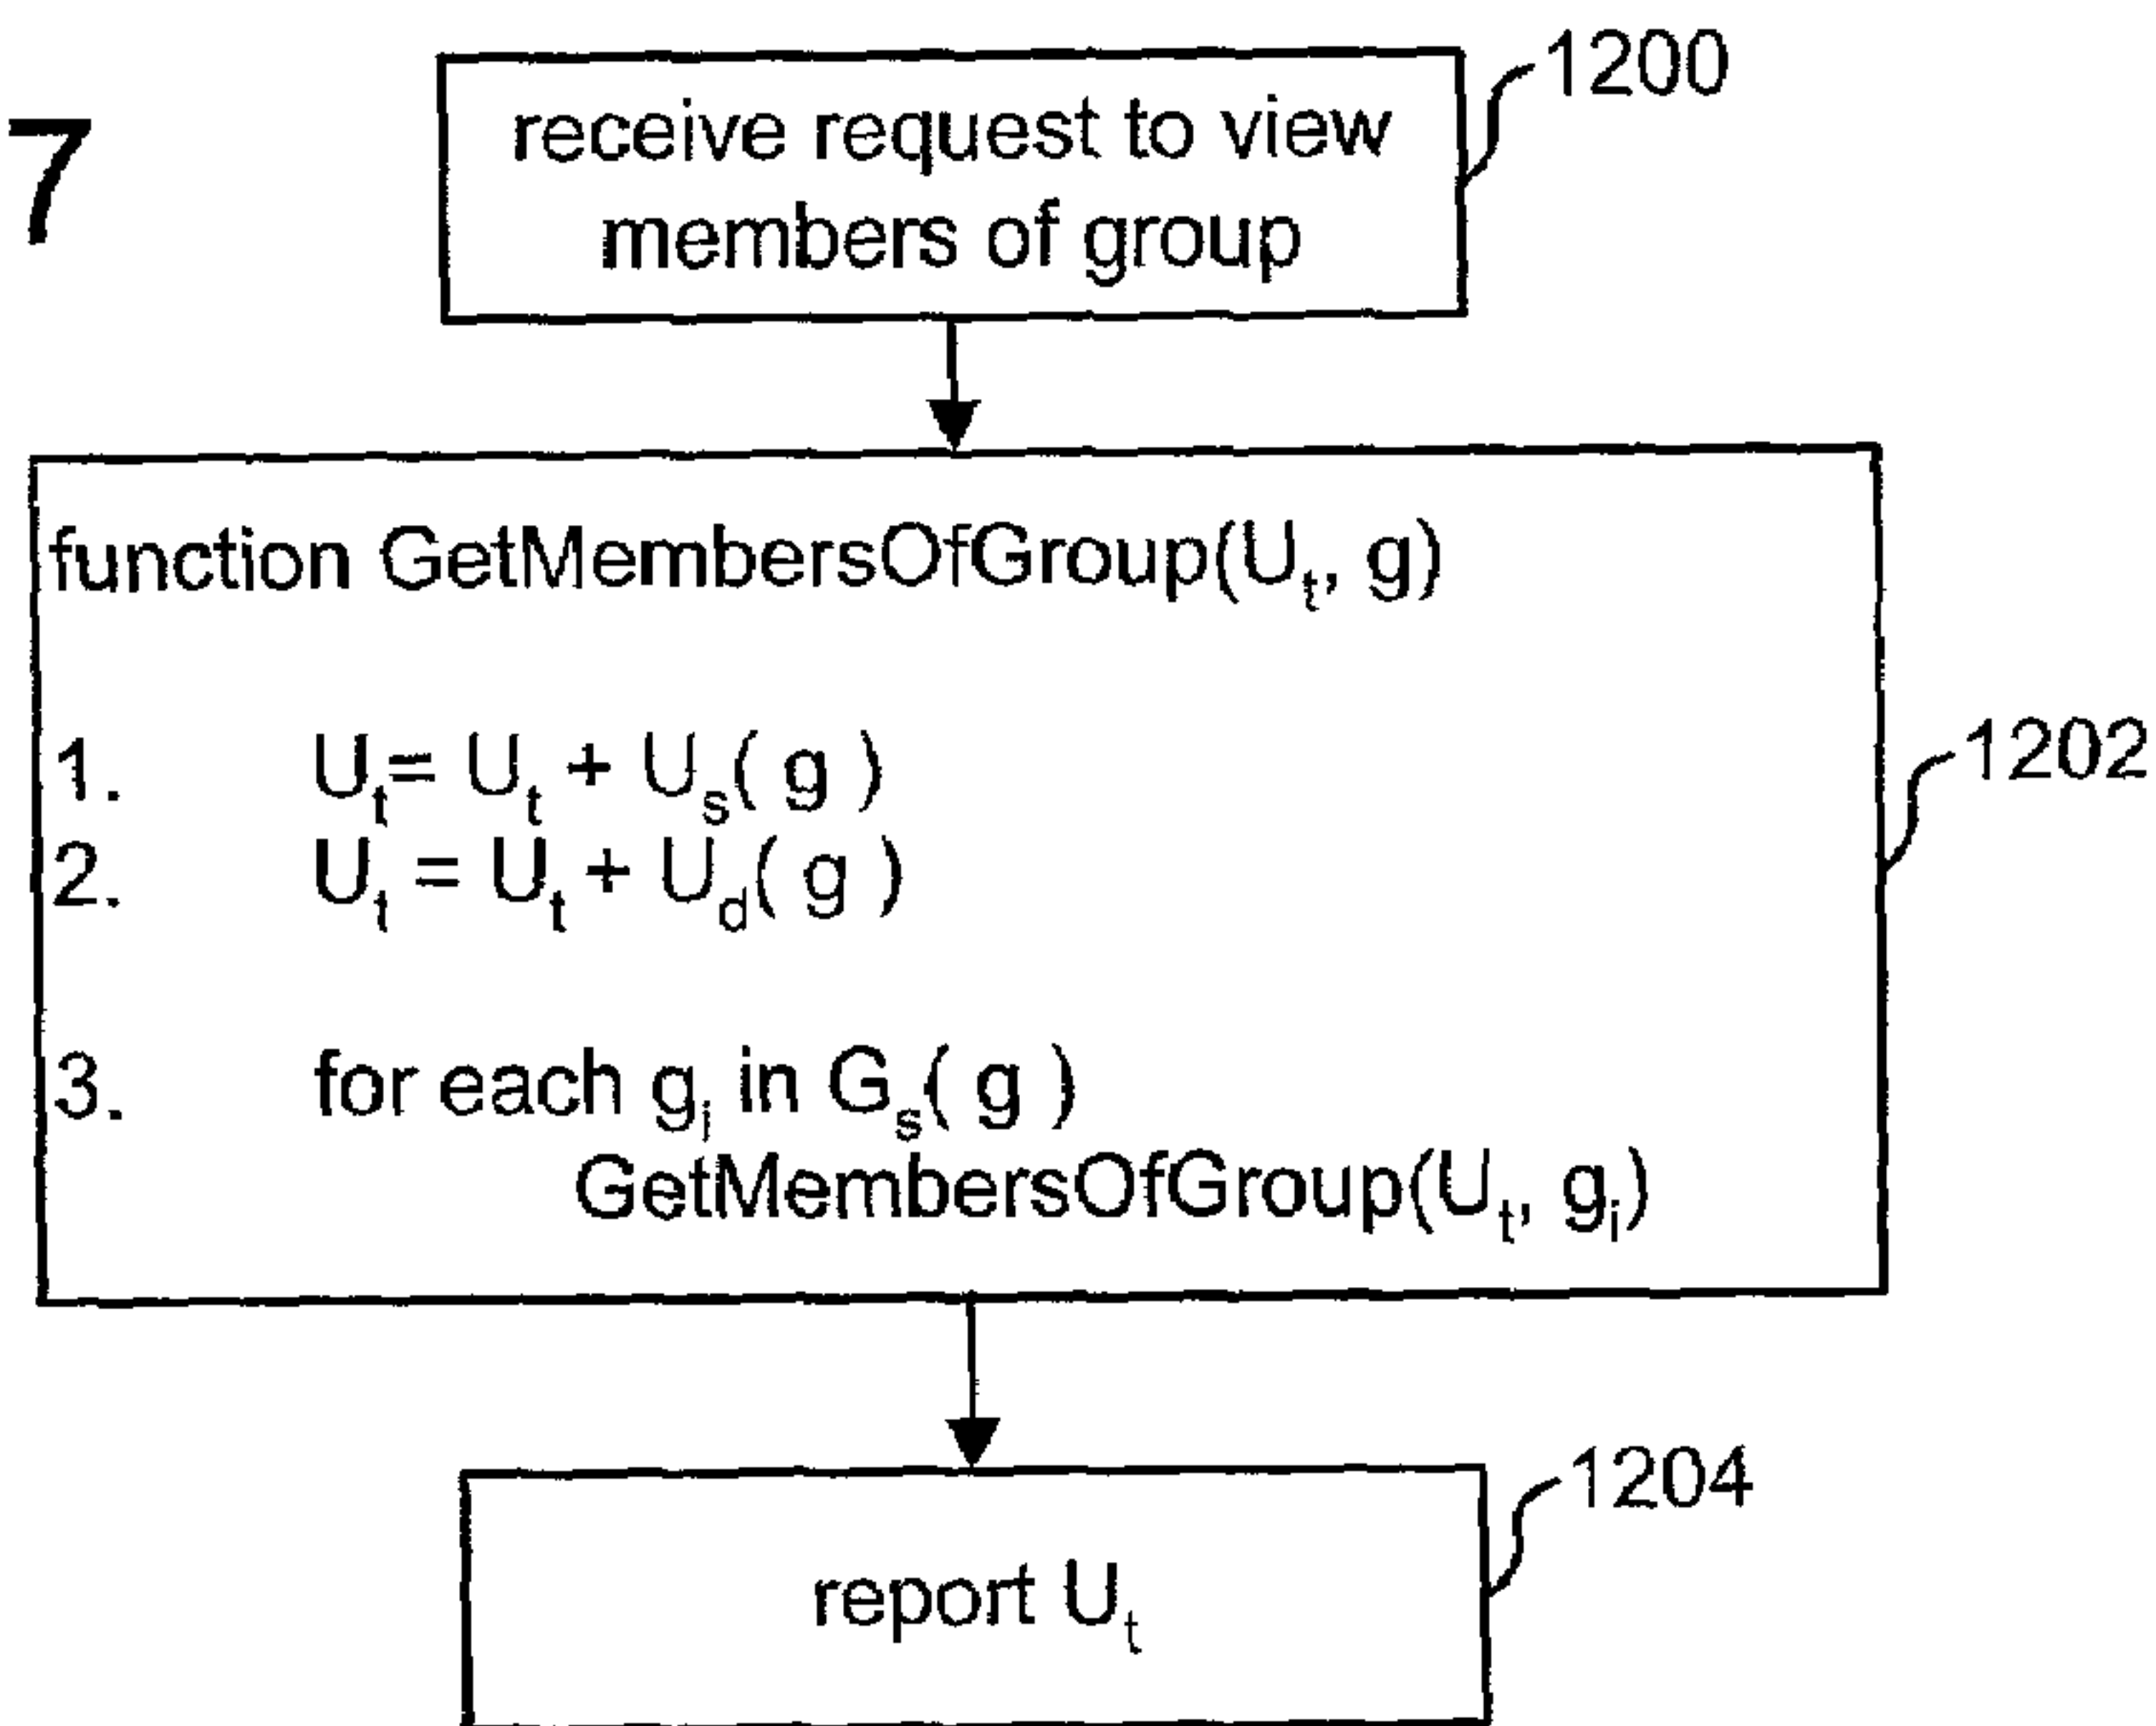 7
1200
receive request to view
members of group
function GetMembersOfGroup(Uₜ, g)
1. Uₜ = Uₜ + Uₛ( g )
2. Uₜ = Uₜ + U_d( g )
1202
3. for each gᵢ in Gₛ( g )
GetMembersOfGroup(Uₜ, gᵢ)
1204
report Uₜ